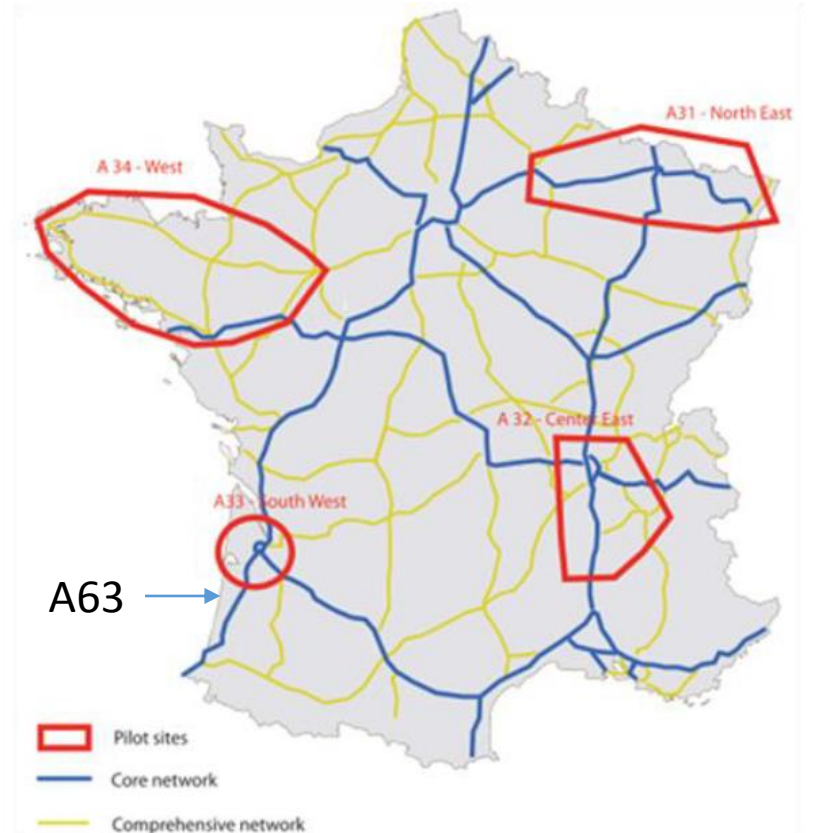 A31 - North East
A 34 - West
A 32 - Center East
A33 - South West
A63
Pilot sites
Core network
Comprehensive network